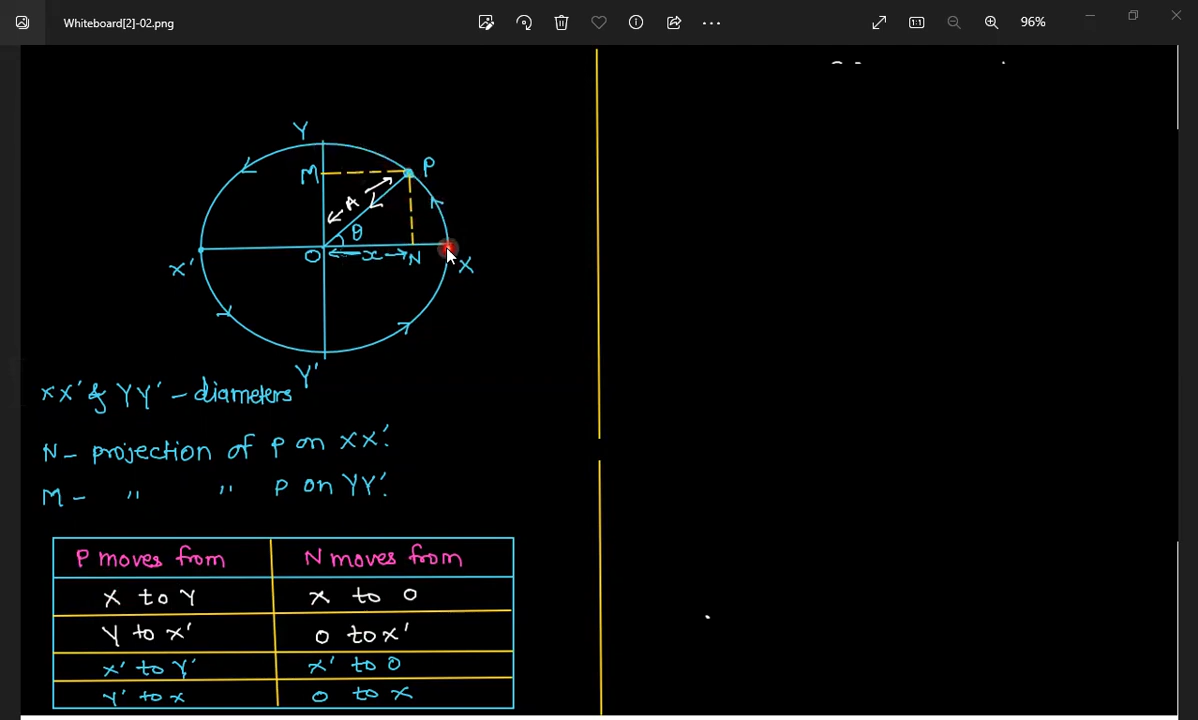 Whiteboard[2]-02.png
96%
Y
M
P
A
θ
O
x
N
X
X'
Y'
XX' & YY' - diameters
N - projection of P on XX'.
M - " " P on YY'.
P moves from N moves from
X to Y X to O
Y to X' O to X'
X' to Y' X' to O
Y' to X O to X